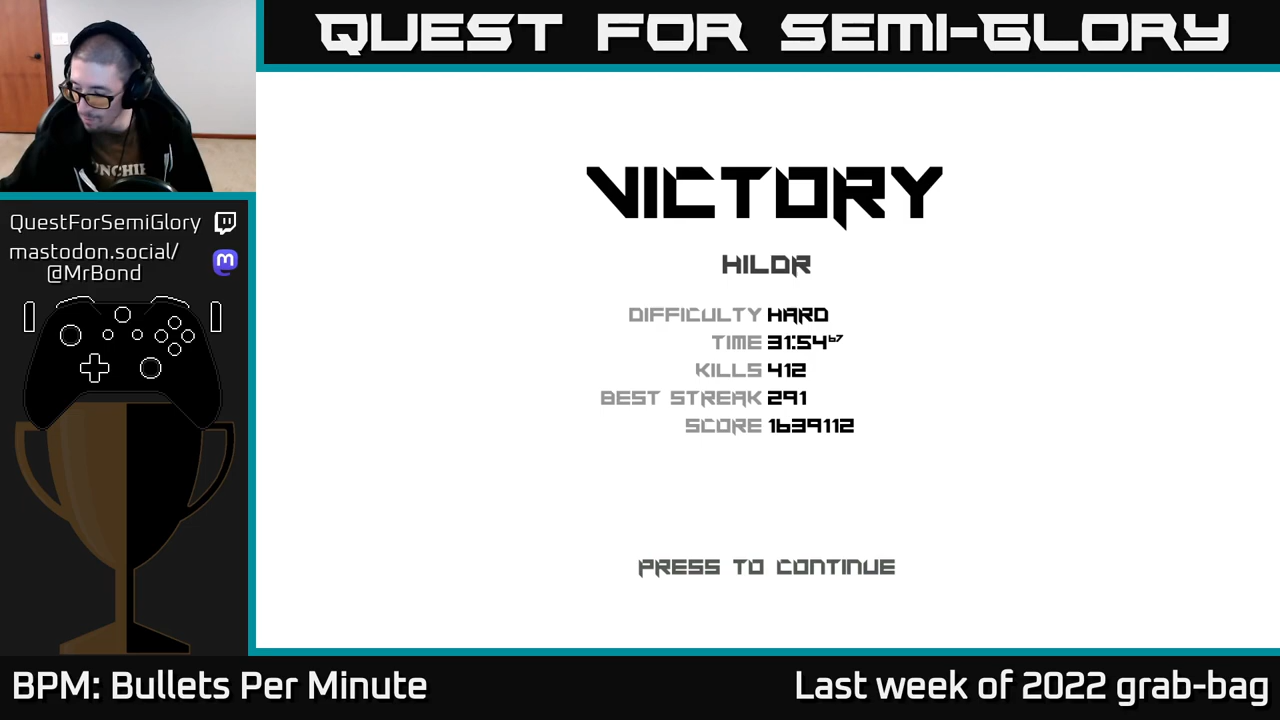 QUEST FOR SEMI-GLORY
QuestForSemiGlory
mastodon.social/
@MrBond
VICTORY
HILDR
DIFFICULTY HARD
TIME 31:54 67
KILLS 412
BEST STREAK 291
SCORE 1639112
PRESS TO CONTINUE
BPM: Bullets Per Minute
Last week of 2022 grab-bag